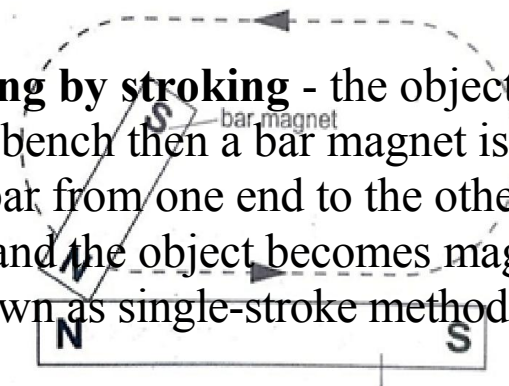 ng by stroking - the object
S
bar magnet
bench then a bar magnet is
bar from one end to the othe
and the object becomes mag
N
wn as single-stroke method
N S